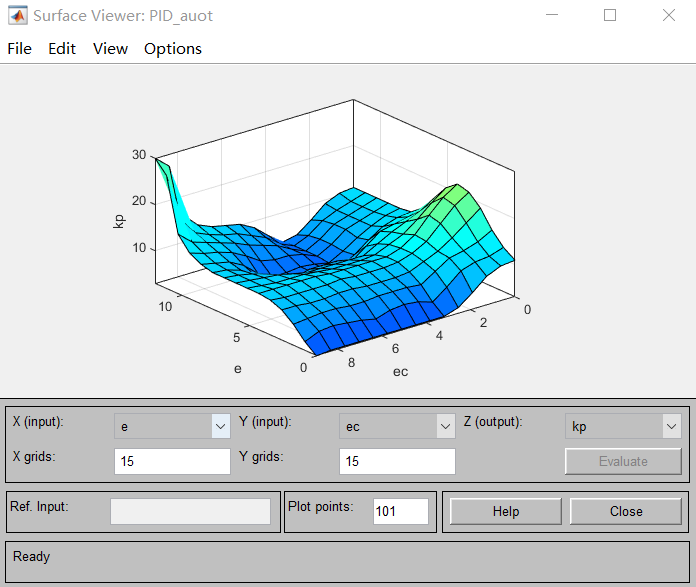 Surface Viewer: PID_auot
File Edit View Options
30
20
10
kp
10
5
0
e
8
6
4
2
0
ec
X (input): e Y (input): ec Z (output): kp
X grids: 15 Y grids: 15 Evaluate
Ref. Input: Plot points: 101 Help Close
Ready